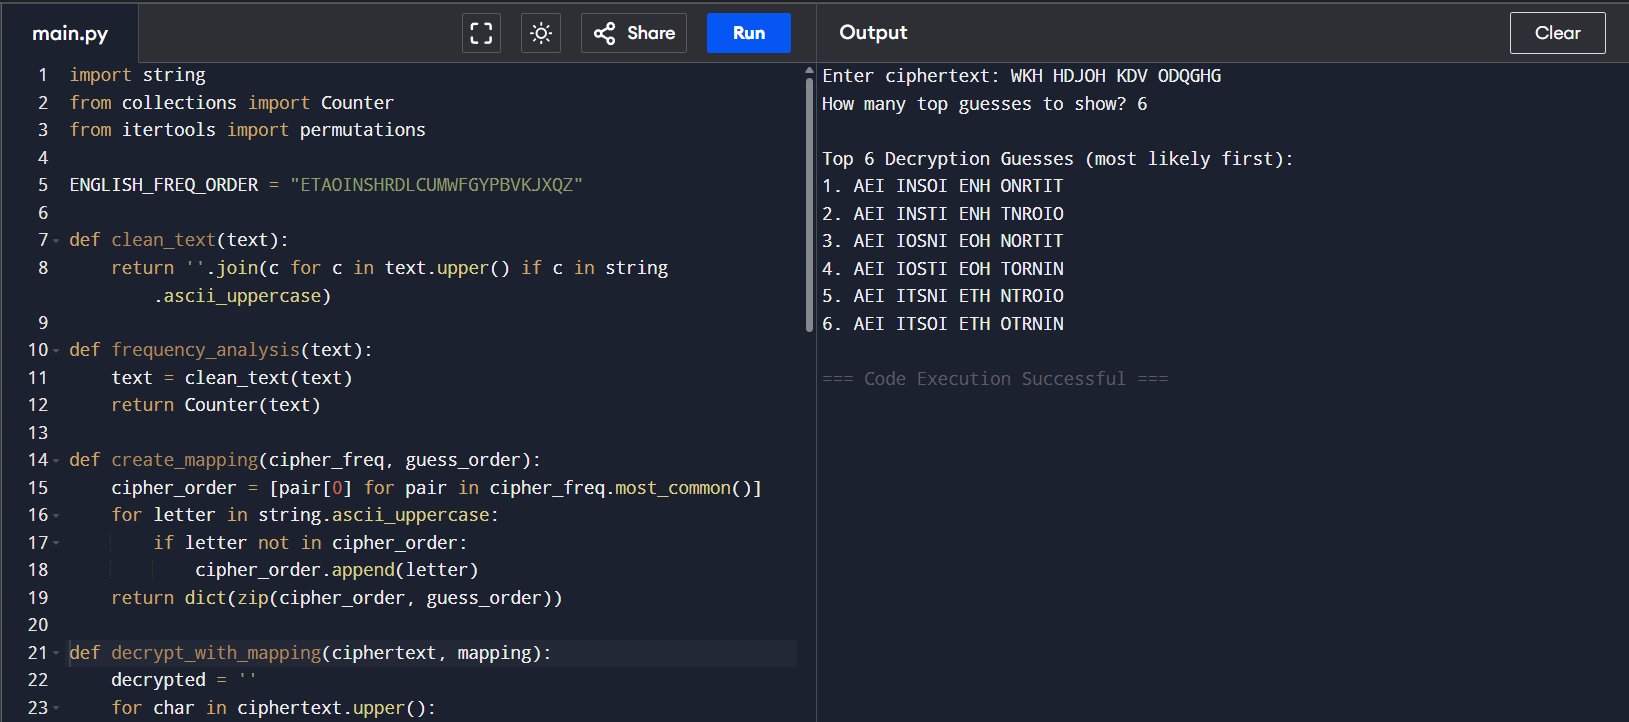 main.py
Share
Run
Output
Clear
1 import string
2 from collections import Counter
3 from itertools import permutations
4
5 ENGLISH_FREQ_ORDER = "ETAOINSHRDLCUMWFGYPBVKJXQZ"
6
7 def clean_text(text):
8 return ''.join(c for c in text.upper() if c in string
.ascii_uppercase)
9
10 def frequency_analysis(text):
11 text = clean_text(text)
12 return Counter(text)
13
14 def create_mapping(cipher_freq, guess_order):
15 cipher_order = [pair[0] for pair in cipher_freq.most_common()]
16 for letter in string.ascii_uppercase:
17 if letter not in cipher_order:
18 cipher_order.append(letter)
19 return dict(zip(cipher_order, guess_order))
20
21 def decrypt_with_mapping(ciphertext, mapping):
22 decrypted = ''
23 for char in ciphertext.upper():
Enter ciphertext: WKH HDJOH KDV ODQGHG
How many top guesses to show? 6
Top 6 Decryption Guesses (most likely first):
1. AEI INSOI ENH ONRTIT
2. AEI INSTI ENH TNROIO
3. AEI IOSNI EOH NORTIT
4. AEI IOSTI EOH TORNIN
5. AEI ITSNI ETH NTROIO
6. AEI ITSOI ETH OTRNIN
=== Code Execution Successful ===